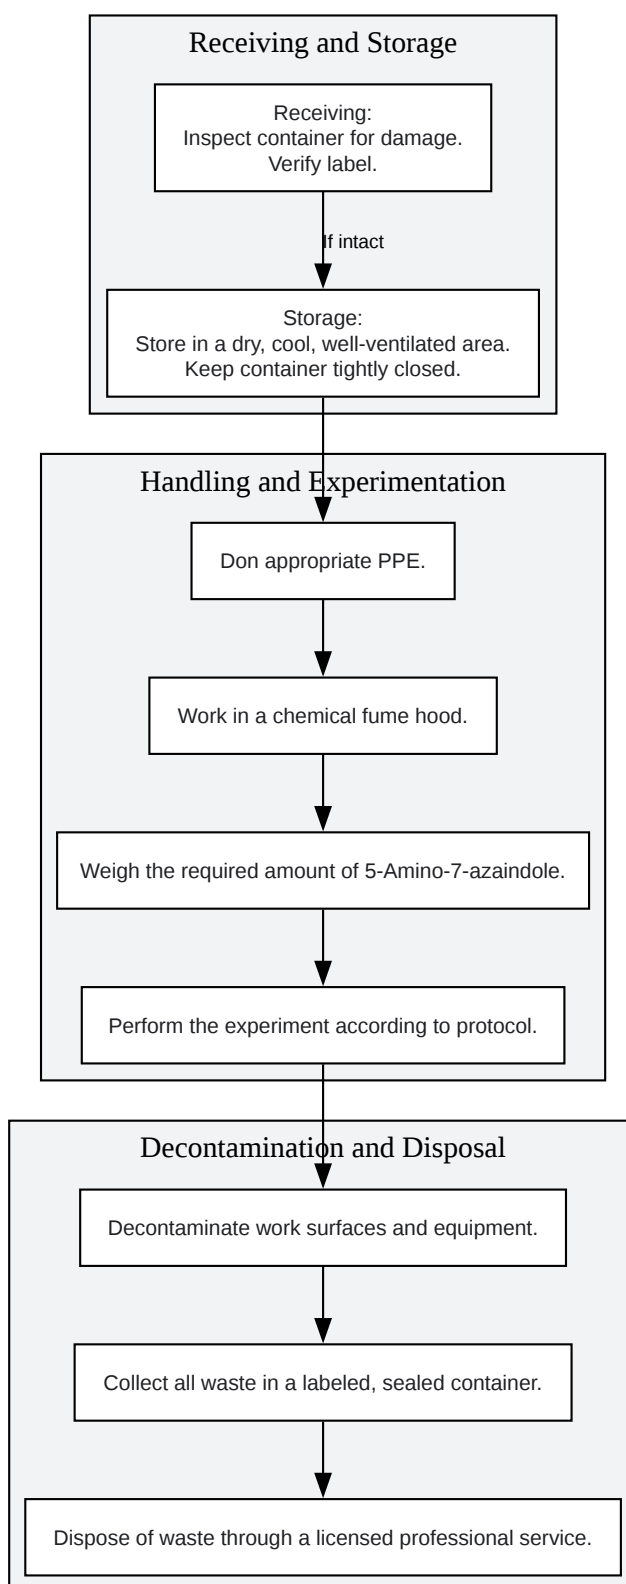 Receiving and Storage
Receiving:
Inspect container for damage.
Verify label.
If intact
Storage:
Store in a dry, cool, well-ventilated area.
Keep container tightly closed.
Handling and Experimentation
Don appropriate PPE.
Work in a chemical fume hood.
Weigh the required amount of 5-Amino-7-azaindole.
Perform the experiment according to protocol.
Decontamination and Disposal
Decontaminate work surfaces and equipment.
Collect all waste in a labeled, sealed container.
Dispose of waste through a licensed professional service.